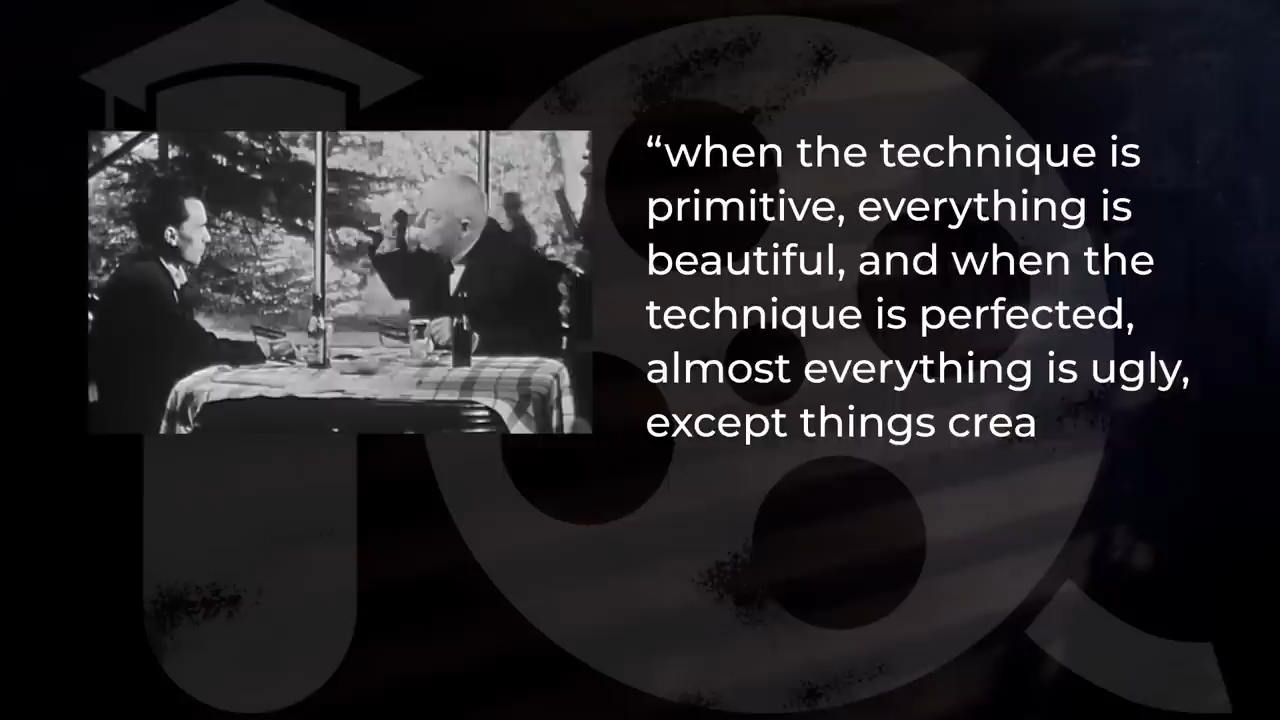 “when the technique is
primitive, everything is
beautiful, and when the
technique is perfected,
almost everything is ugly,
except things crea